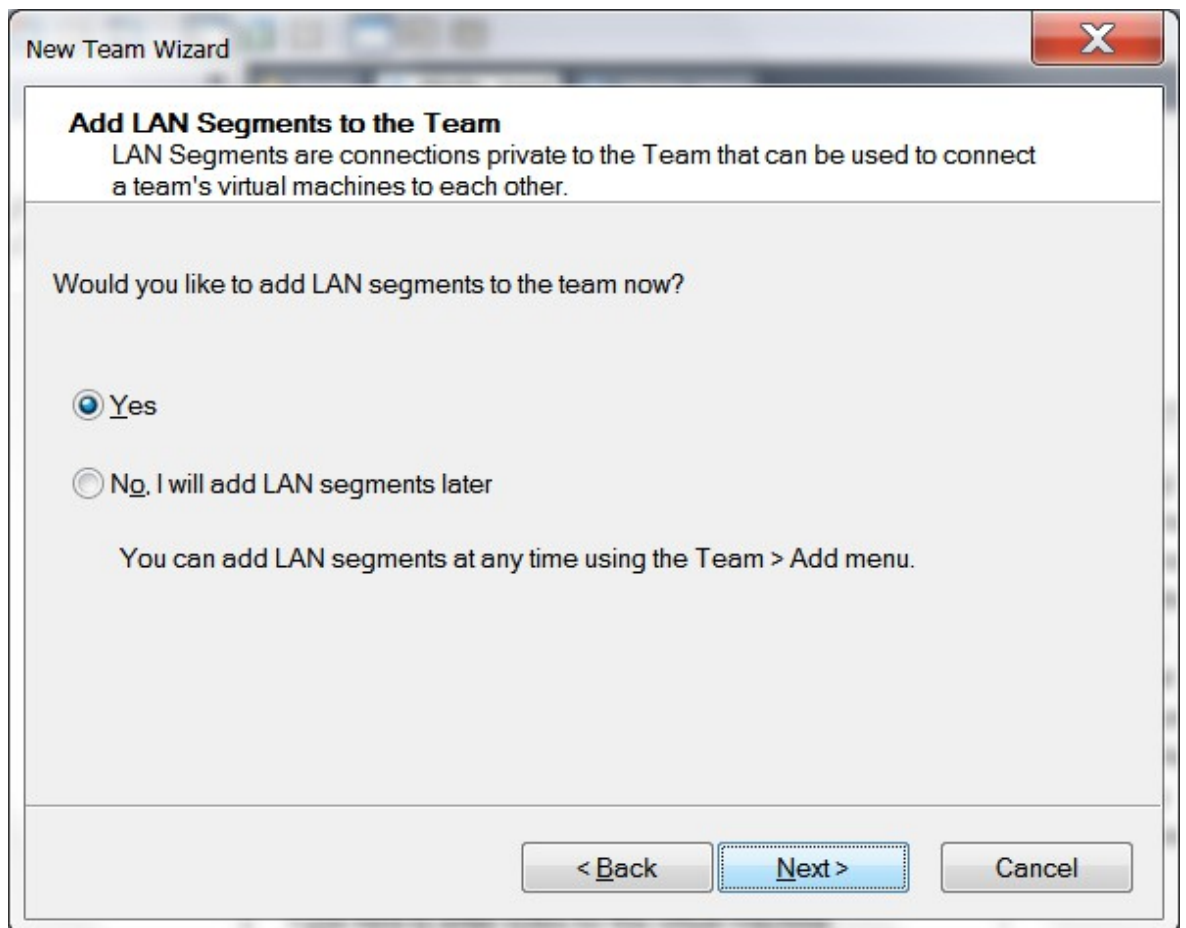 New Team Wizard
Add LAN Segments to the Team
LAN Segments are connections private to the Team that can be used to connect
a team's virtual machines to each other.
Would you like to add LAN segments to the team now?
Yes
No, I will add LAN segments later
You can add LAN segments at any time using the Team > Add menu.
< Back Next > Cancel